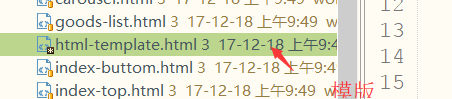 carousel.html 3 17-12-18 上午9:49
goods-list.html 3 17-12-18 上午9:49
html-template.html 3 17-12-18 上午9:4
index-buttom.html 3 17-12-18 上午9:
index-top.html 3 17-12-18 上午9:49
12
13
14
15
模版